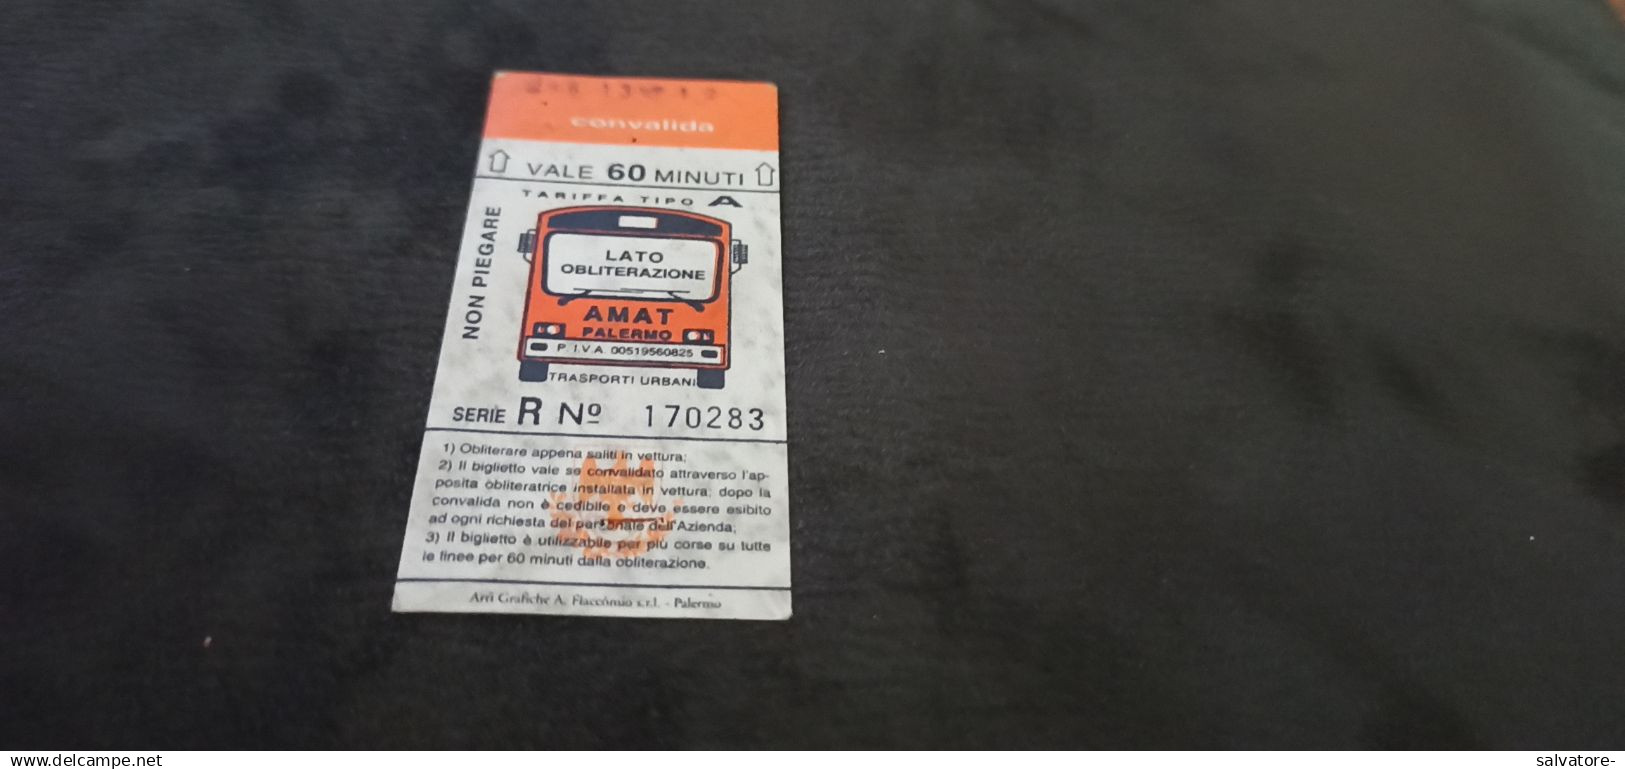 convalida
VALE 60 MINUTI
TARIFFA TIPO A
NON PIEGARE
LATO
OBLITERAZIONE
AMAT
PALERMO
P. I.V.A. 00519560825
TRASPORTI URBANI
SERIE R Nº 170283
1) Obliterare appena saliti in vettura;
2) Il biglietto vale se convalidato attraverso l'ap-
posita obliteratrice installata in vettura; dopo la
convalida non è cedibile e deve essere esibito
ad ogni richiesta del personale dell'Azienda;
3) Il biglietto è utilizzabile per più corse su tutte
le linee per 60 minuti dalla obliterazione.
Arti Grafiche A. Flaccomio s.r.l. - Palermo
www.delcampe.net
salvatore-